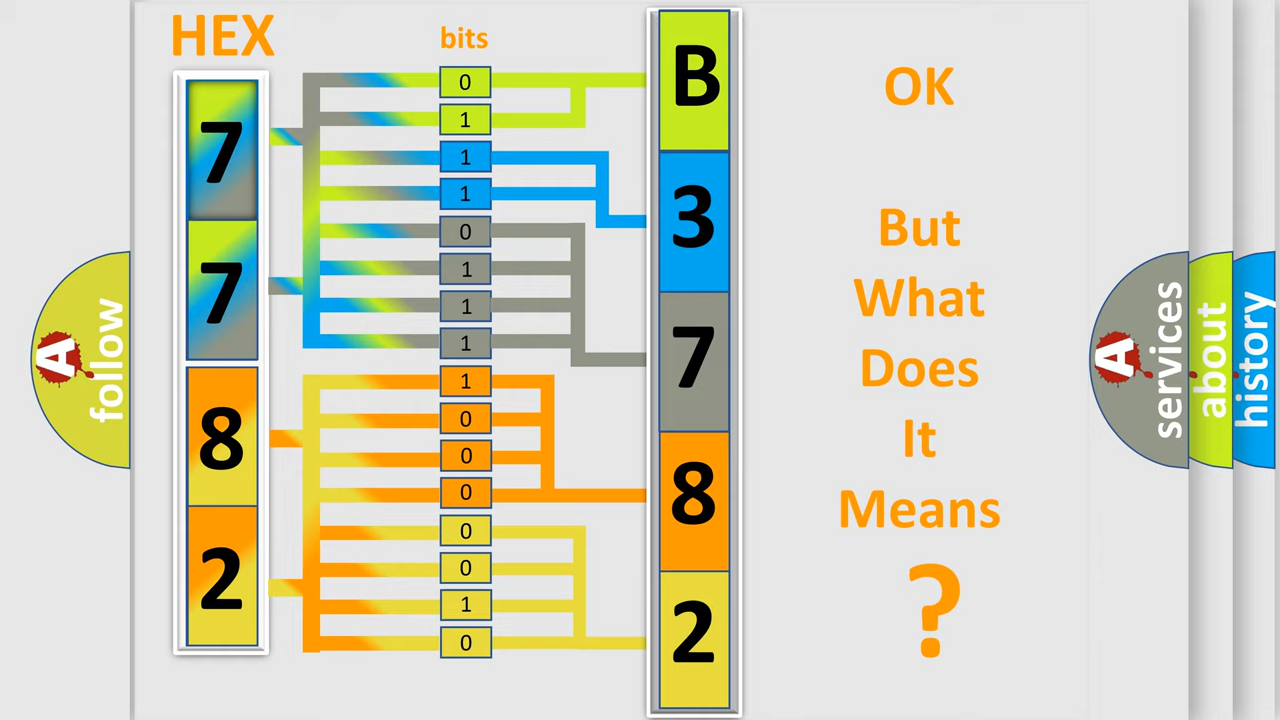 HEX
bits
7
7
8
2
0
1
1
1
0
1
1
1
1
0
0
0
0
0
1
0
B
3
7
8
2
OK
But
What
Does
It
Means
?
A
follow
A
services
about
history